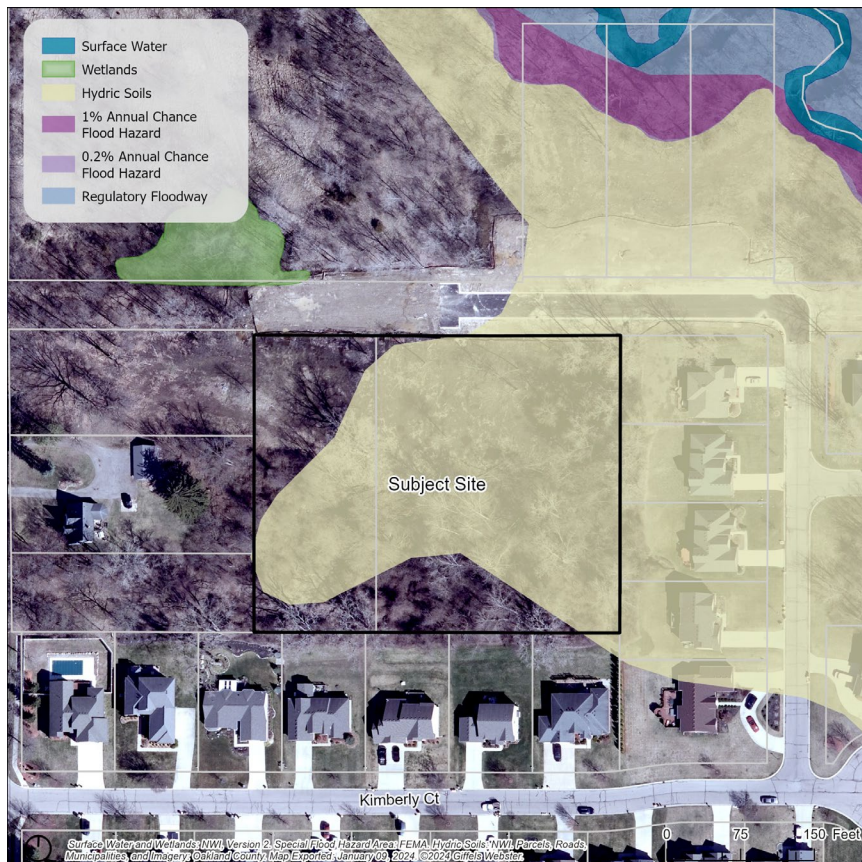 Surface Water
Wetlands
Hydric Soils
1% Annual Chance
Flood Hazard
0.2% Annual Chance
Flood Hazard
Regulatory Floodway
Subject Site
Kimberly Ct
0 75 150 Feet
Surface Water and Wetlands: NWI, Version 2. Special Flood Hazard Area: FEMA. Hydric Soils: NWI. Parcels, Roads,
Municipalities, and Imagery: Oakland County. Map Exported: January 09, 2024. ©2024 Giffels Webster.